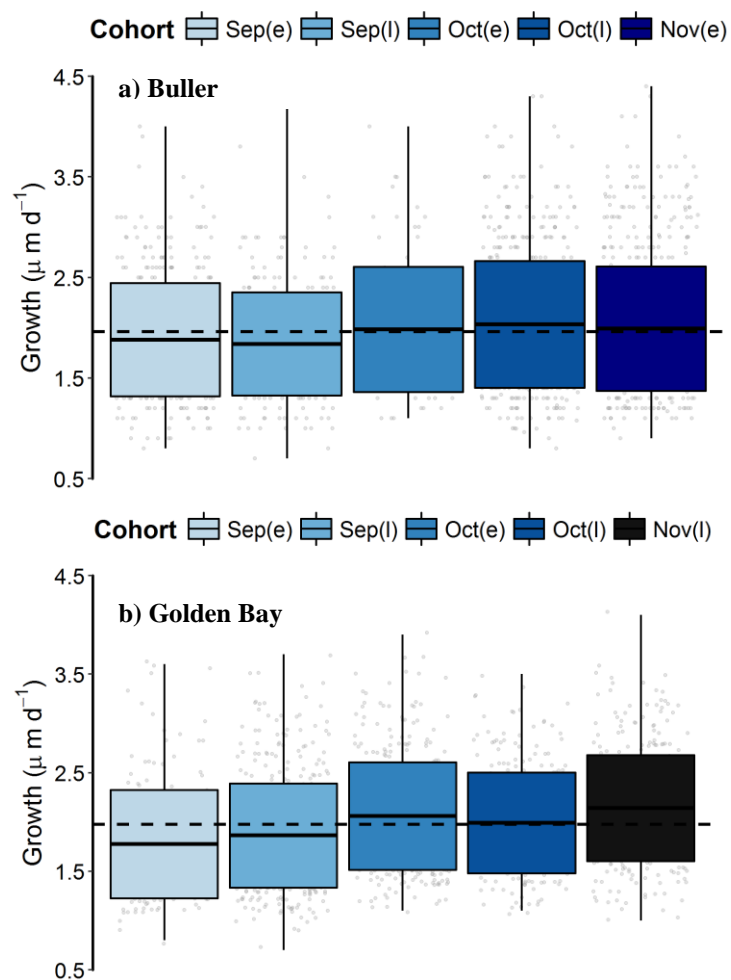 Cohort Sep(e) Sep(l) Oct(e) Oct(l) Nov(e)
a) Buller
4.5
3.5
2.5
1.5
0.5
Growth (μ m d⁻¹)
Cohort Sep(e) Sep(l) Oct(e) Oct(l) Nov(l)
b) Golden Bay
4.5
3.5
2.5
1.5
0.5
Growth (μ m d⁻¹)